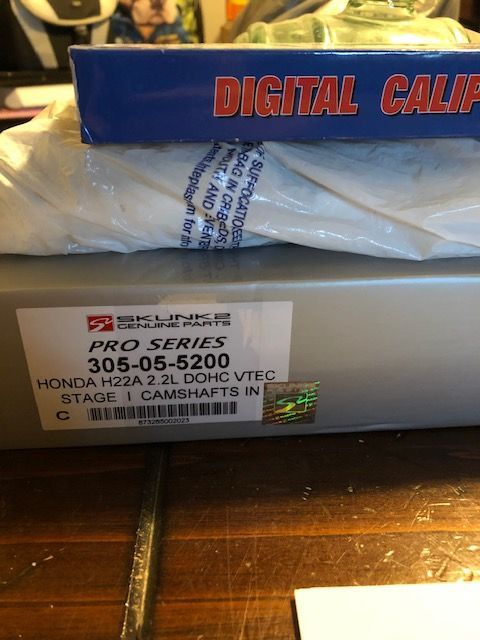 DIGITAL CALIP
SKUNK2
GENUINE PARTS
PRO SERIES
305-05-5200
HONDA H22A 2.2L DOHC VTEC
STAGE I CAMSHAFTS IN
C
873285002023